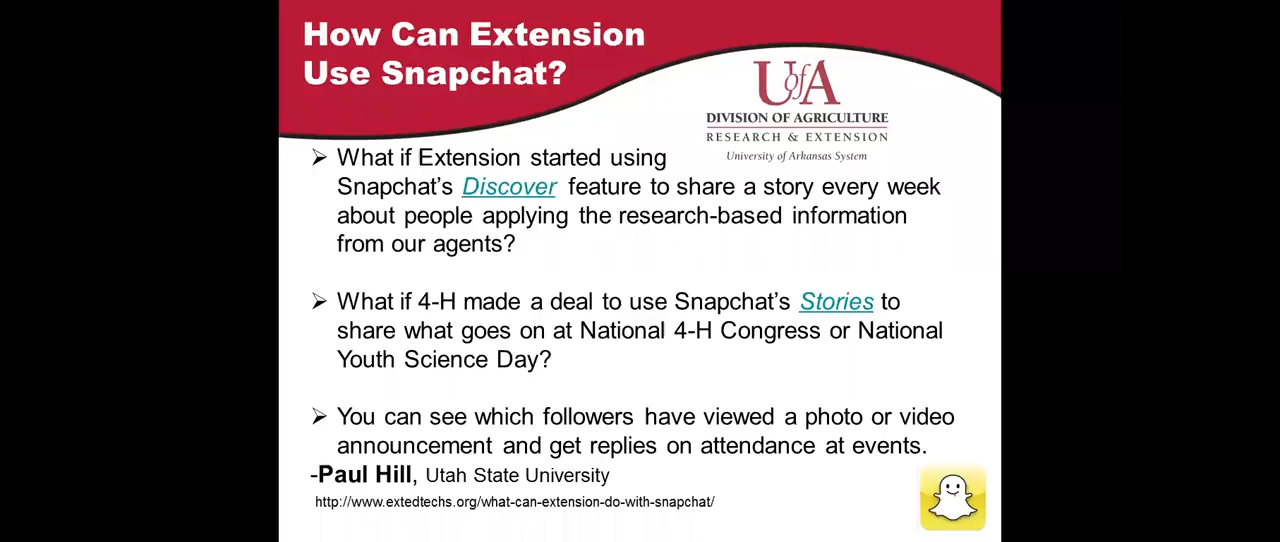 How Can Extension
Use Snapchat?
UofA
DIVISION OF AGRICULTURE
RESEARCH & EXTENSION
University of Arkansas System
➢ What if Extension started using
Snapchat’s Discover feature to share a story every week
about people applying the research-based information
from our agents?
➢ What if 4-H made a deal to use Snapchat’s Stories to
share what goes on at National 4-H Congress or National
Youth Science Day?
➢ You can see which followers have viewed a photo or video
announcement and get replies on attendance at events.
-Paul Hill, Utah State University
http://www.extedtechs.org/what-can-extension-do-with-snapchat/